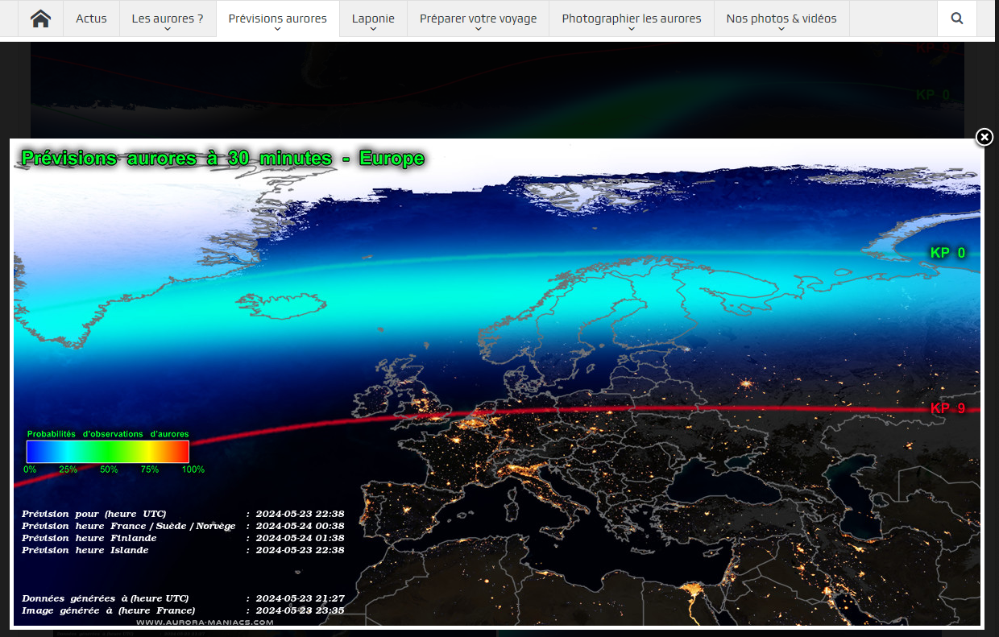 Actus Les aurores ? Prévisions aurores Laponie Préparer votre voyage Photographier les aurores Nos photos & vidéos
KP 9
KP 0
Prévisions aurores à 30 minutes - Europe
KP 0
KP 9
Probabilités d'observations d'aurores
0% 25% 50% 75% 100%
Prévision pour (heure UTC) : 2024-05-23 22:38
Prévision heure France / Suède / Norvège : 2024-05-24 00:38
Prévision heure Finlande : 2024-05-24 01:38
Prévision heure Islande : 2024-05-23 22:38
Données générées à (heure UTC) : 2024-05-23 21:27
Image générée à (heure France) : 2024-05-23 23:35
WWW.AURORA-MANIACS.COM